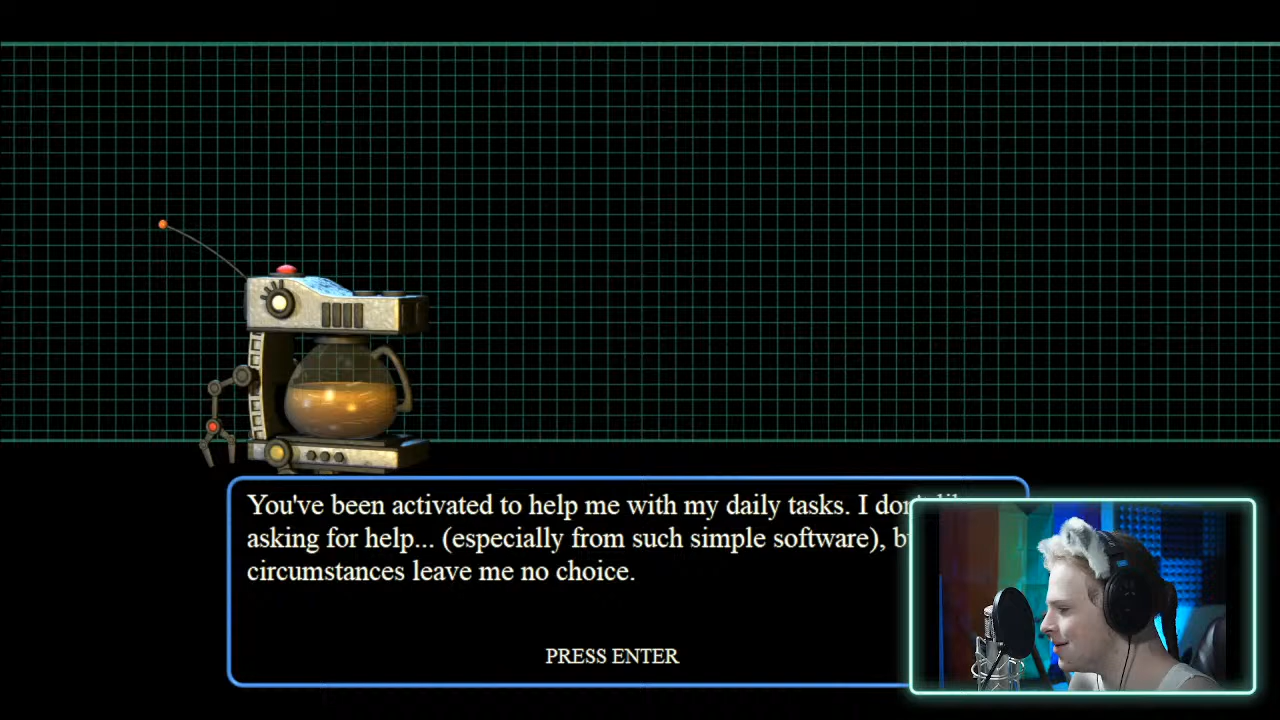 You've been activated to help me with my daily tasks. I
asking for help... (especially from such simple software),
circumstances leave me no choice.
PRESS ENTER